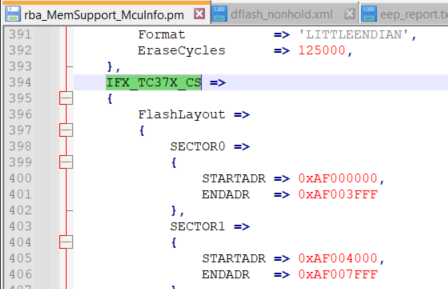 rba_MemSupport_McuInfo.pm dflash_nonhold.xml eep_report.tx
391 Format => 'LITTLEENDIAN',
392 EraseCycles => 125000,
393 },
394 IFX_TC37X_CS =>
395 {
396 FlashLayout =>
397 {
398 SECTOR0 =>
399 {
400 STARTADR => 0xAF000000,
401 ENDADR => 0xAF003FFF
402 },
403 SECTOR1 =>
404 {
405 STARTADR => 0xAF004000,
406 ENDADR => 0xAF007FFF